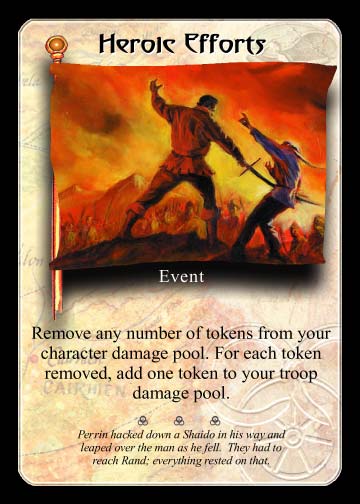 Heroic Efforts
Event
Remove any number of tokens from your
character damage pool. For each token
removed, add one token to your troop
damage pool.
Perrin hacked down a Shaido in his way and
leaped over the man as he fell. They had to
reach Rand; everything rested on that.
CAIRHIEN